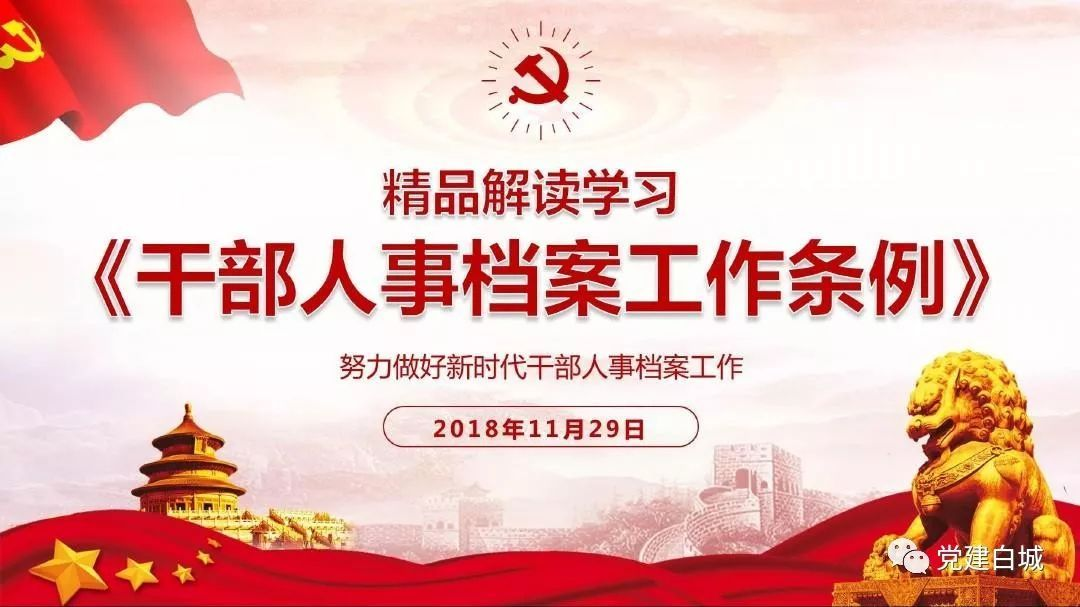 精品解读学习
《干部人事档案工作条例》
努力做好新时代干部人事档案工作
2018年11月29日
党建白城